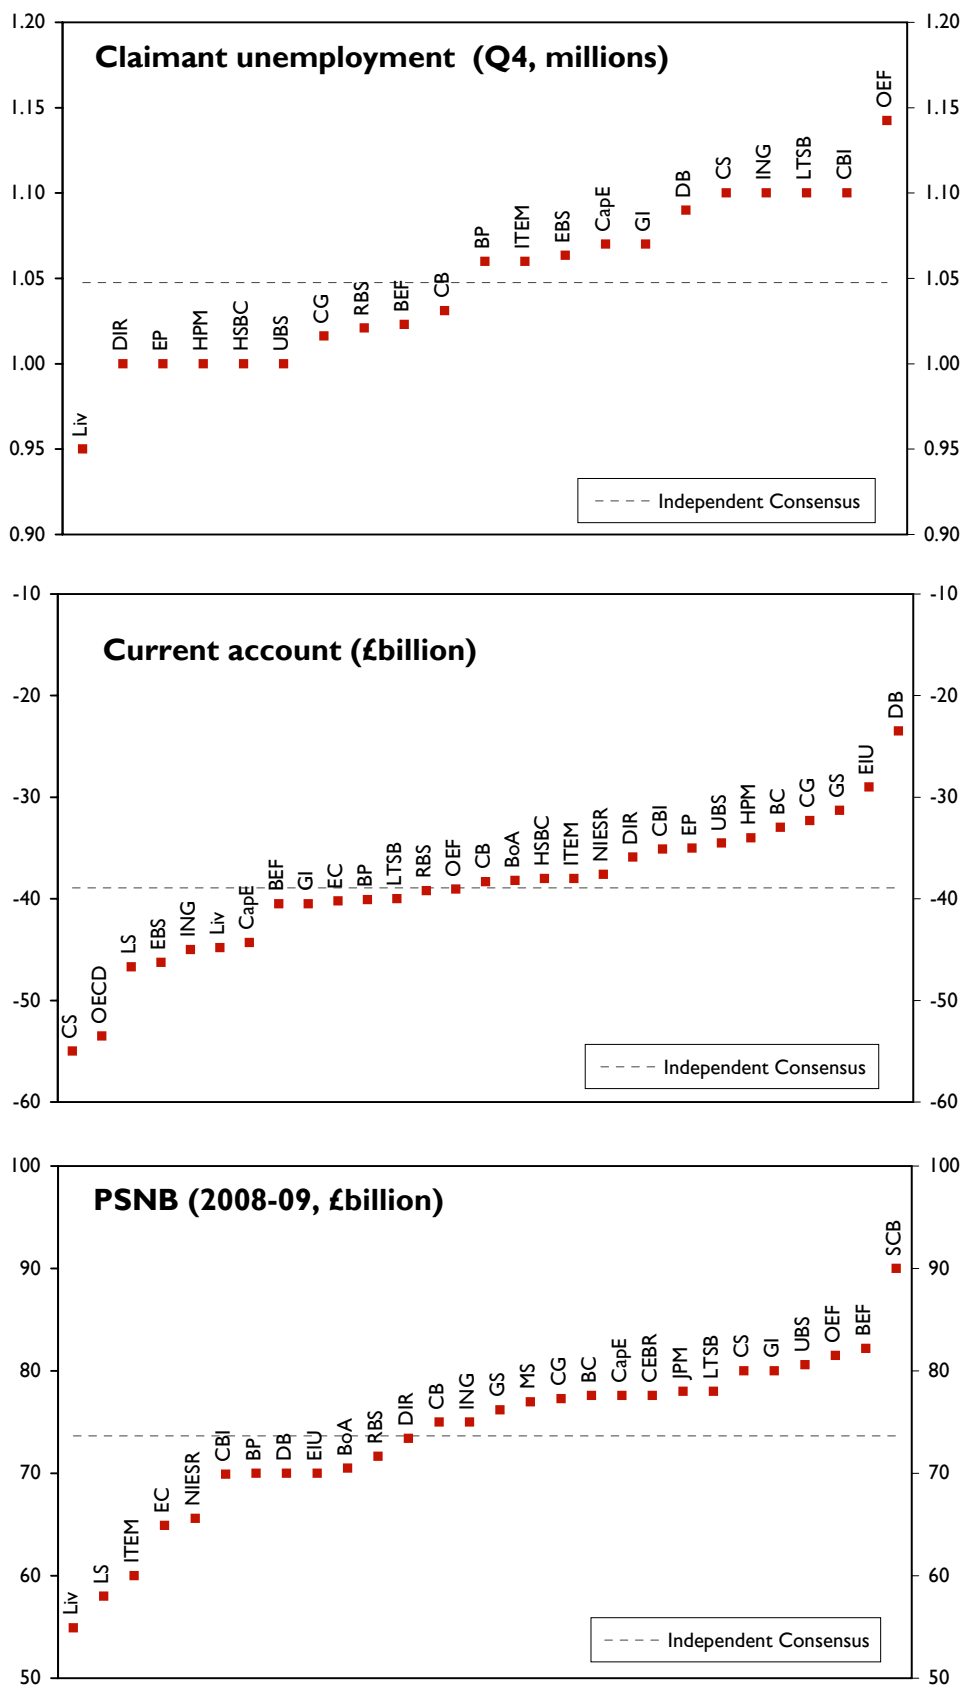 Claimant unemployment (Q4, millions)
1.20 1.20
1.15 1.15
1.10 1.10
1.05 1.05
1.00 1.00
0.95 0.95
0.90 0.90
Liv DIR EP HPM HSBC UBS CG RBS BEF CB BP ITEM EBS CapE GI DB CS ING LTSB CBI OEF
Independent Consensus
Current account (£billion)
-10 -10
-20 -20
-30 -30
-40 -40
-50 -50
-60 -60
CS OECD LS EBS ING Liv CapE BEF GI EC BP LTSB RBS OEF CB BoA HSBC ITEM NIESR DIR CBI EP UBS HPM BC CG GS EIU DB
Independent Consensus
PSNB (2008-09, £billion)
100 100
90 90
80 80
70 70
60 60
50 50
Liv LS ITEM EC NIESR CBI BP DB EIU BoA RBS DIR CB ING GS MS CG BC CapE CEBR JPM LTSB CS GI UBS OEF BEF SCB
Independent Consensus